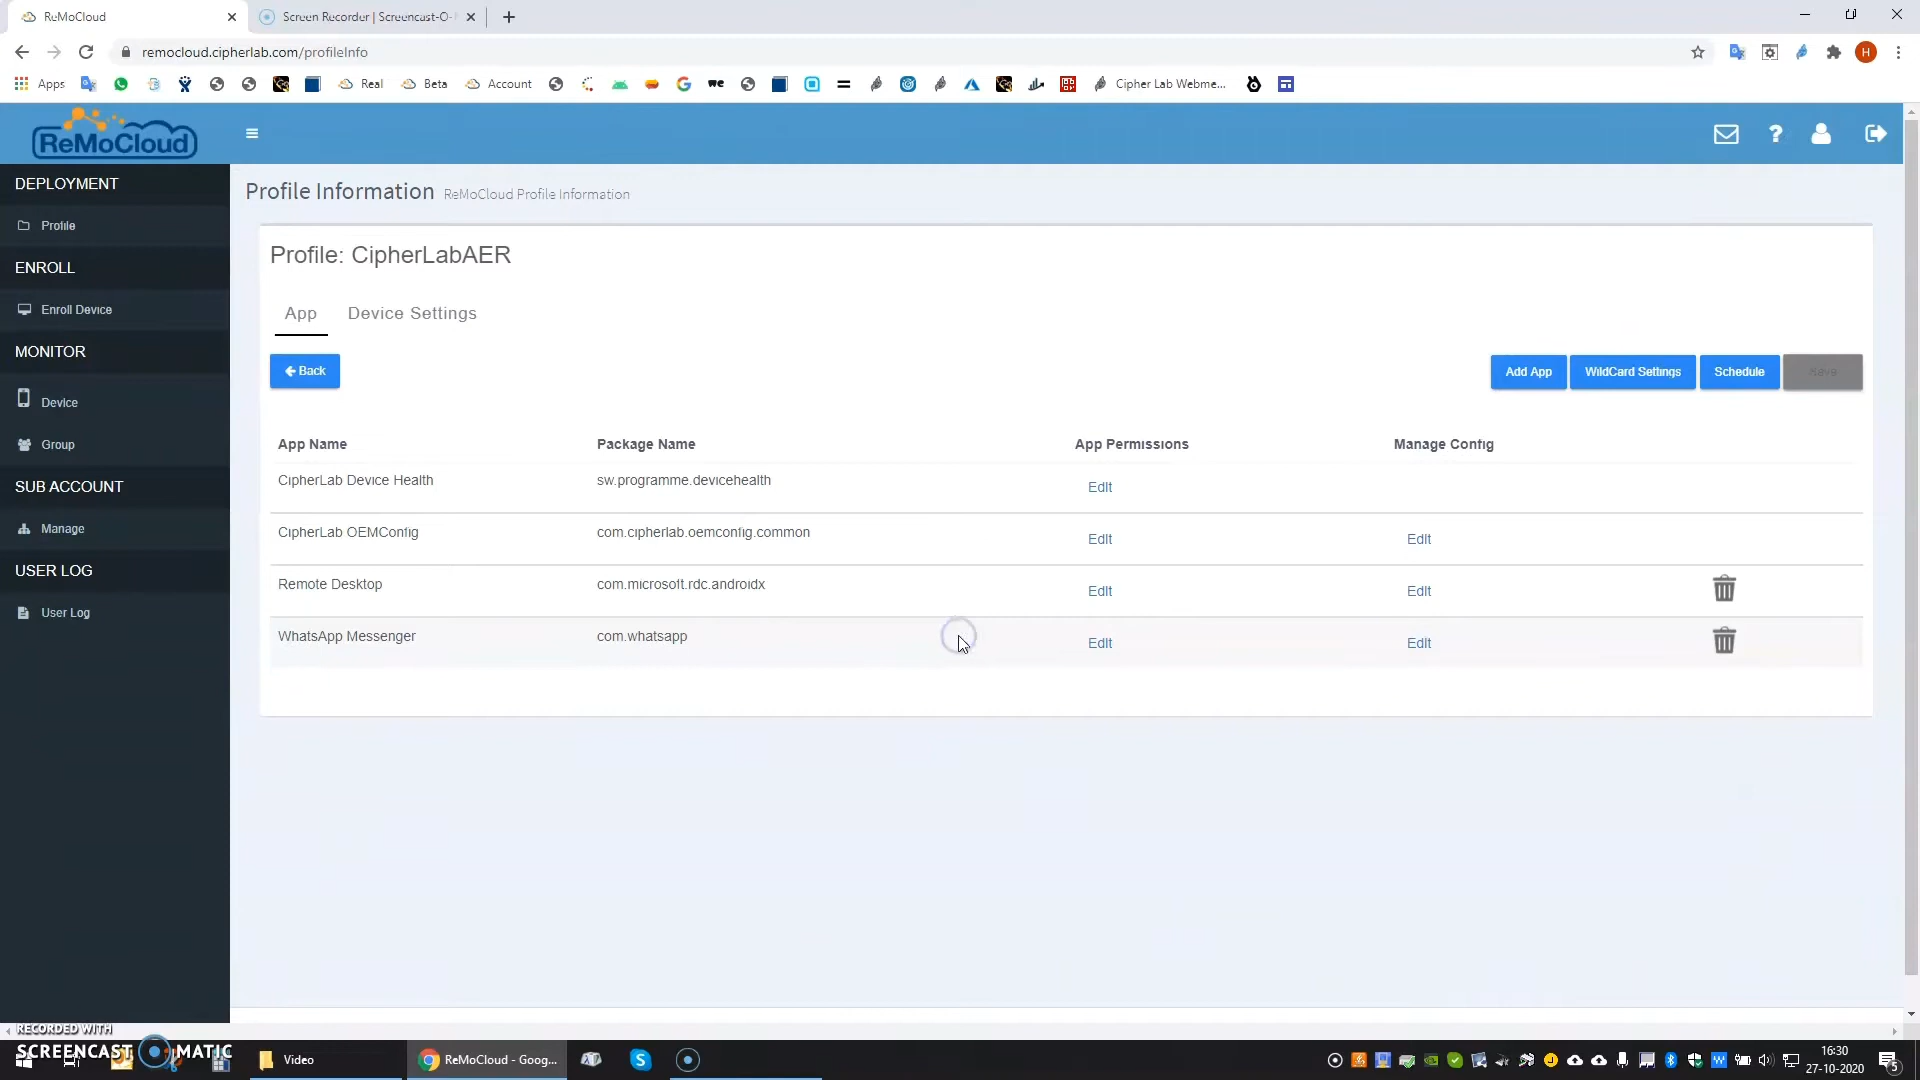 ReMoCloud
Screen Recorder | Screencast-O-
remocloud.cipherlab.com/profileInfo
H
Apps
Real
Beta
Account
Cipher Lab Webme...
ReMoCloud
DEPLOYMENT
Profile
ENROLL
Enroll Device
MONITOR
Device
Group
SUB ACCOUNT
Manage
USER LOG
User Log
Profile Information ReMoCloud Profile Information
Profile: CipherLabAER
App Device Settings
Back
Add App WildCard Settings Schedule Save
App Name Package Name App Permissions Manage Config
CipherLab Device Health sw.programme.devicehealth Edit
CipherLab OEMConfig com.cipherlab.oemconfig.common Edit Edit
Remote Desktop com.microsoft.rdc.androidx Edit Edit
WhatsApp Messenger com.whatsapp Edit Edit
RECORDED WITH
SCREENCAST MATIC
Video
ReMoCloud - Goog...
16:30
27-10-2020
5